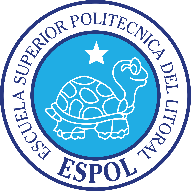 ESCUELA SUPERIOR POLITECNICA DEL LITORAL
ESPOL